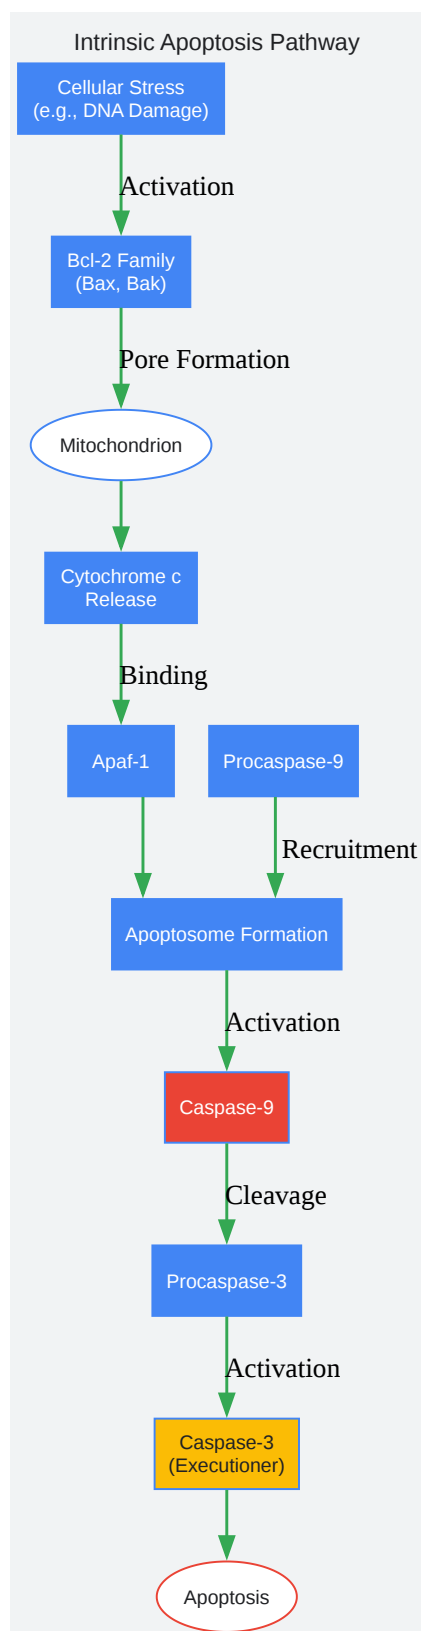 Intrinsic Apoptosis Pathway
Cellular Stress
(e.g., DNA Damage)
Activation
Bcl-2 Family
(Bax, Bak)
Pore Formation
Mitochondrion
Cytochrome c
Release
Binding
Apaf-1
Procaspase-9
Recruitment
Apoptosome Formation
Activation
Caspase-9
Cleavage
Procaspase-3
Activation
Caspase-3
(Executioner)
Apoptosis